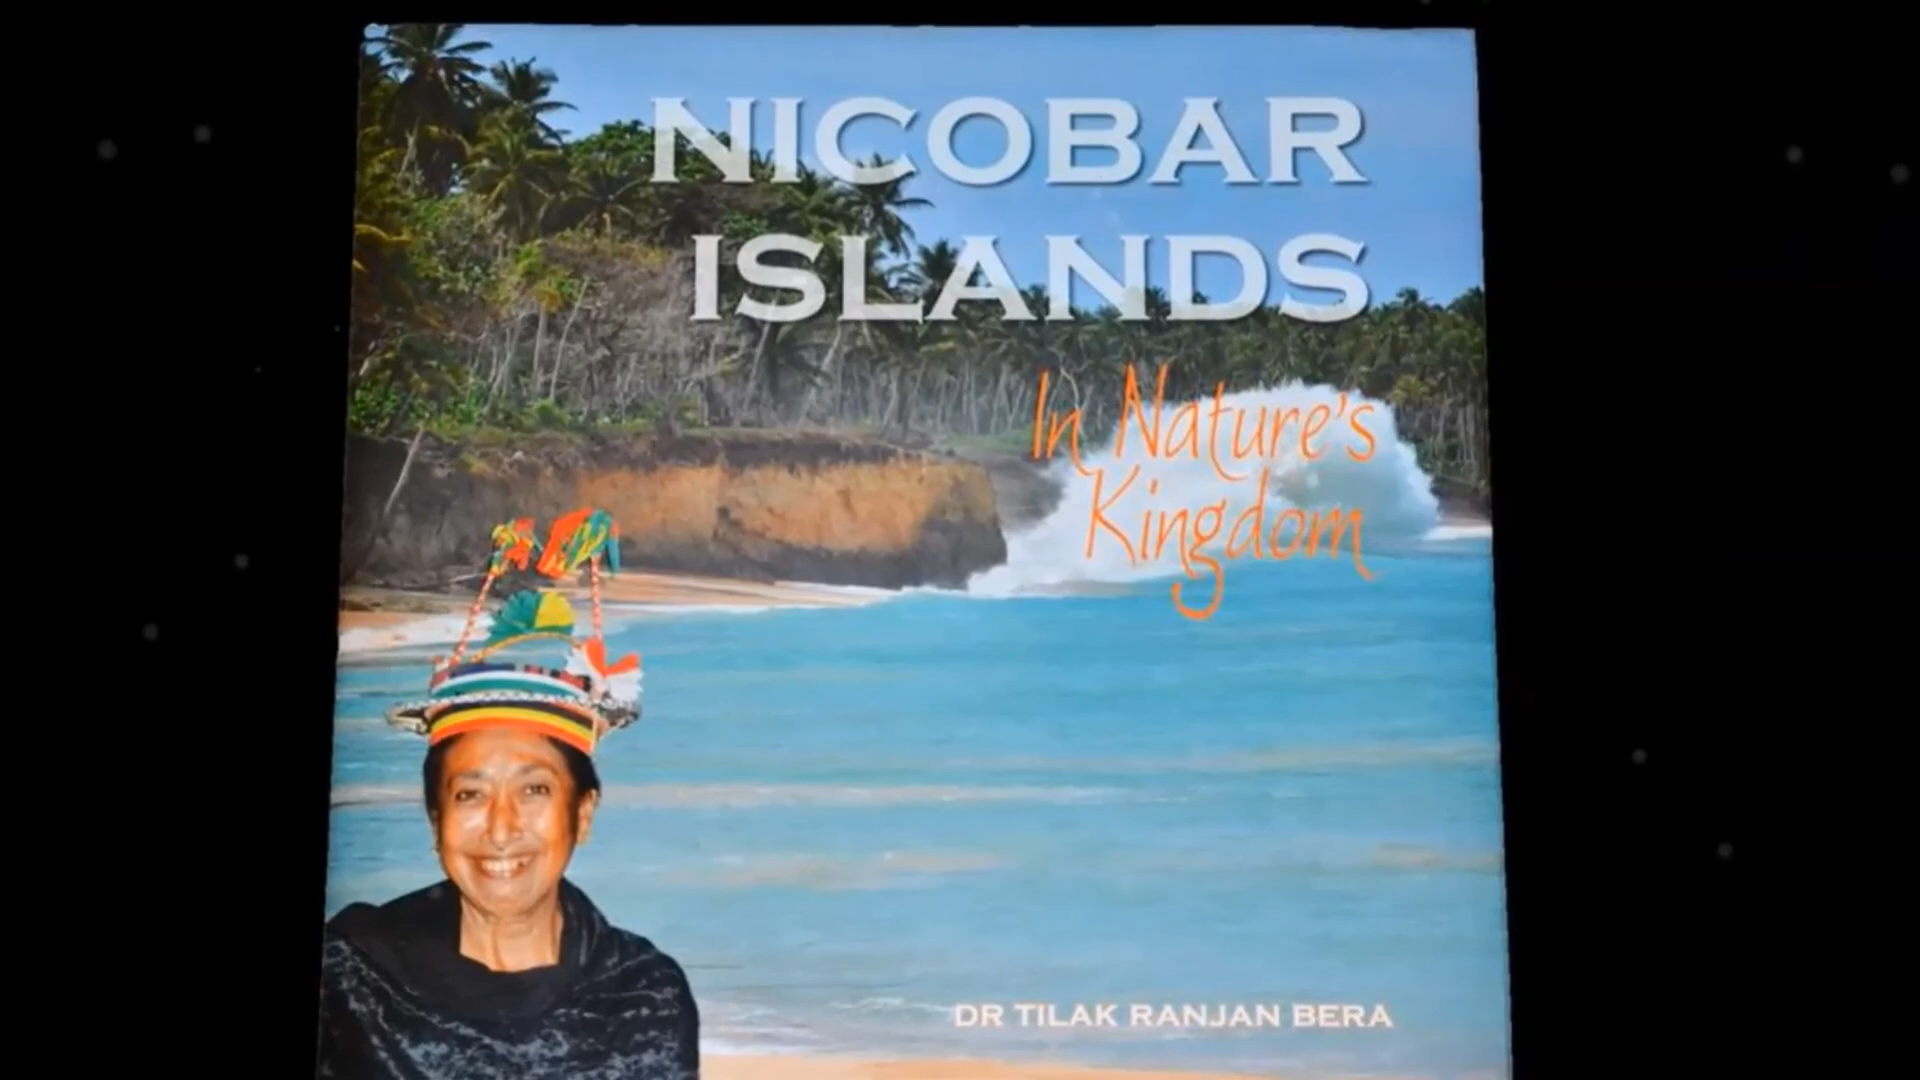 NICOBAR
ISLANDS
In Nature's
Kingdom
DR TILAK RANJAN BERA